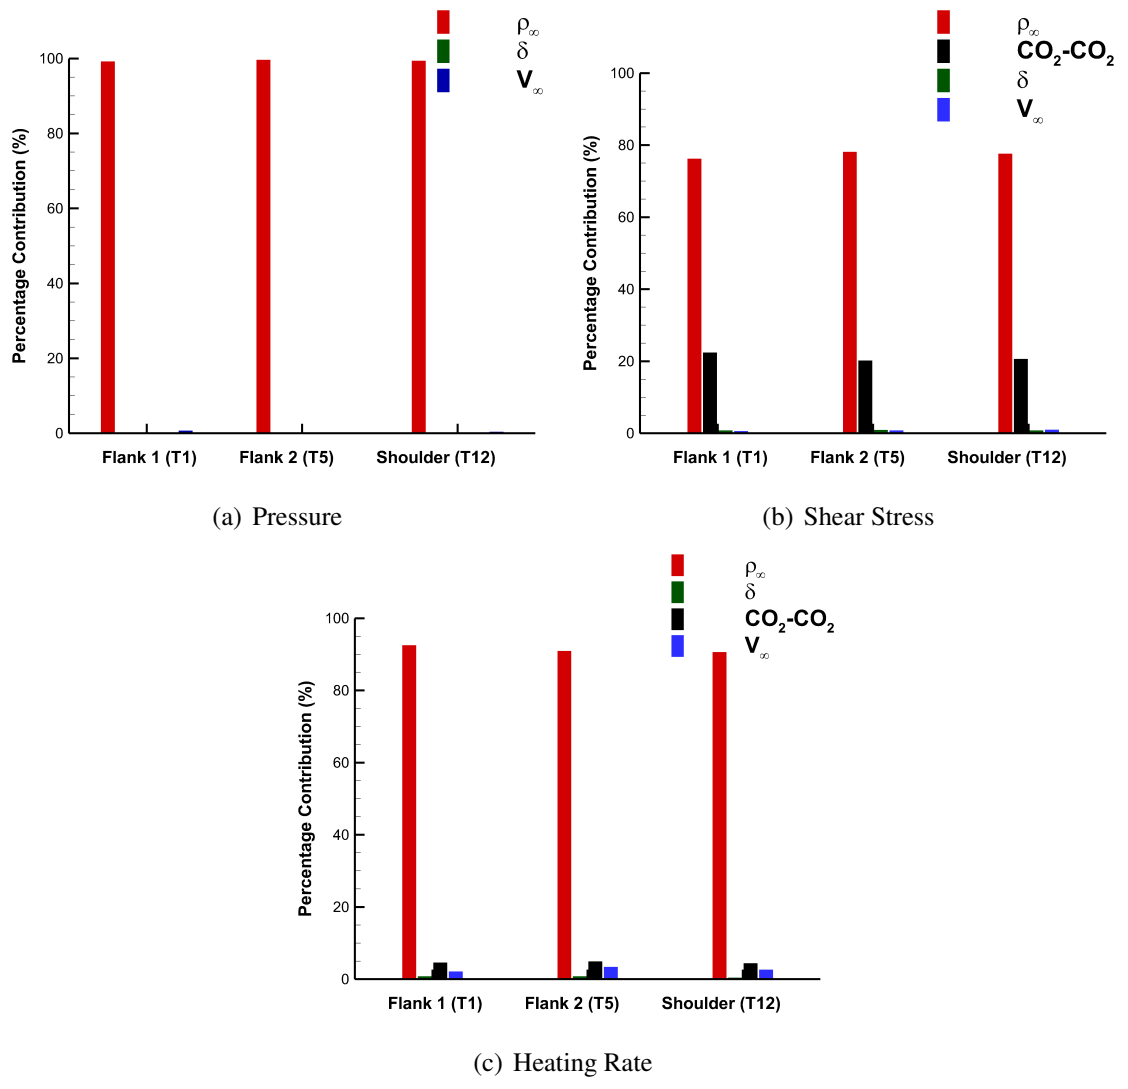 ρ∞
δ
V∞
Percentage Contribution (%)
100
80
60
40
20
0
Flank 1 (T1) Flank 2 (T5) Shoulder (T12)
(a) Pressure
ρ∞
CO2-CO2
δ
V∞
Percentage Contribution (%)
100
80
60
40
20
0
Flank 1 (T1) Flank 2 (T5) Shoulder (T12)
(b) Shear Stress
ρ∞
δ
CO2-CO2
V∞
Percentage Contribution (%)
100
80
60
40
20
0
Flank 1 (T1) Flank 2 (T5) Shoulder (T12)
(c) Heating Rate